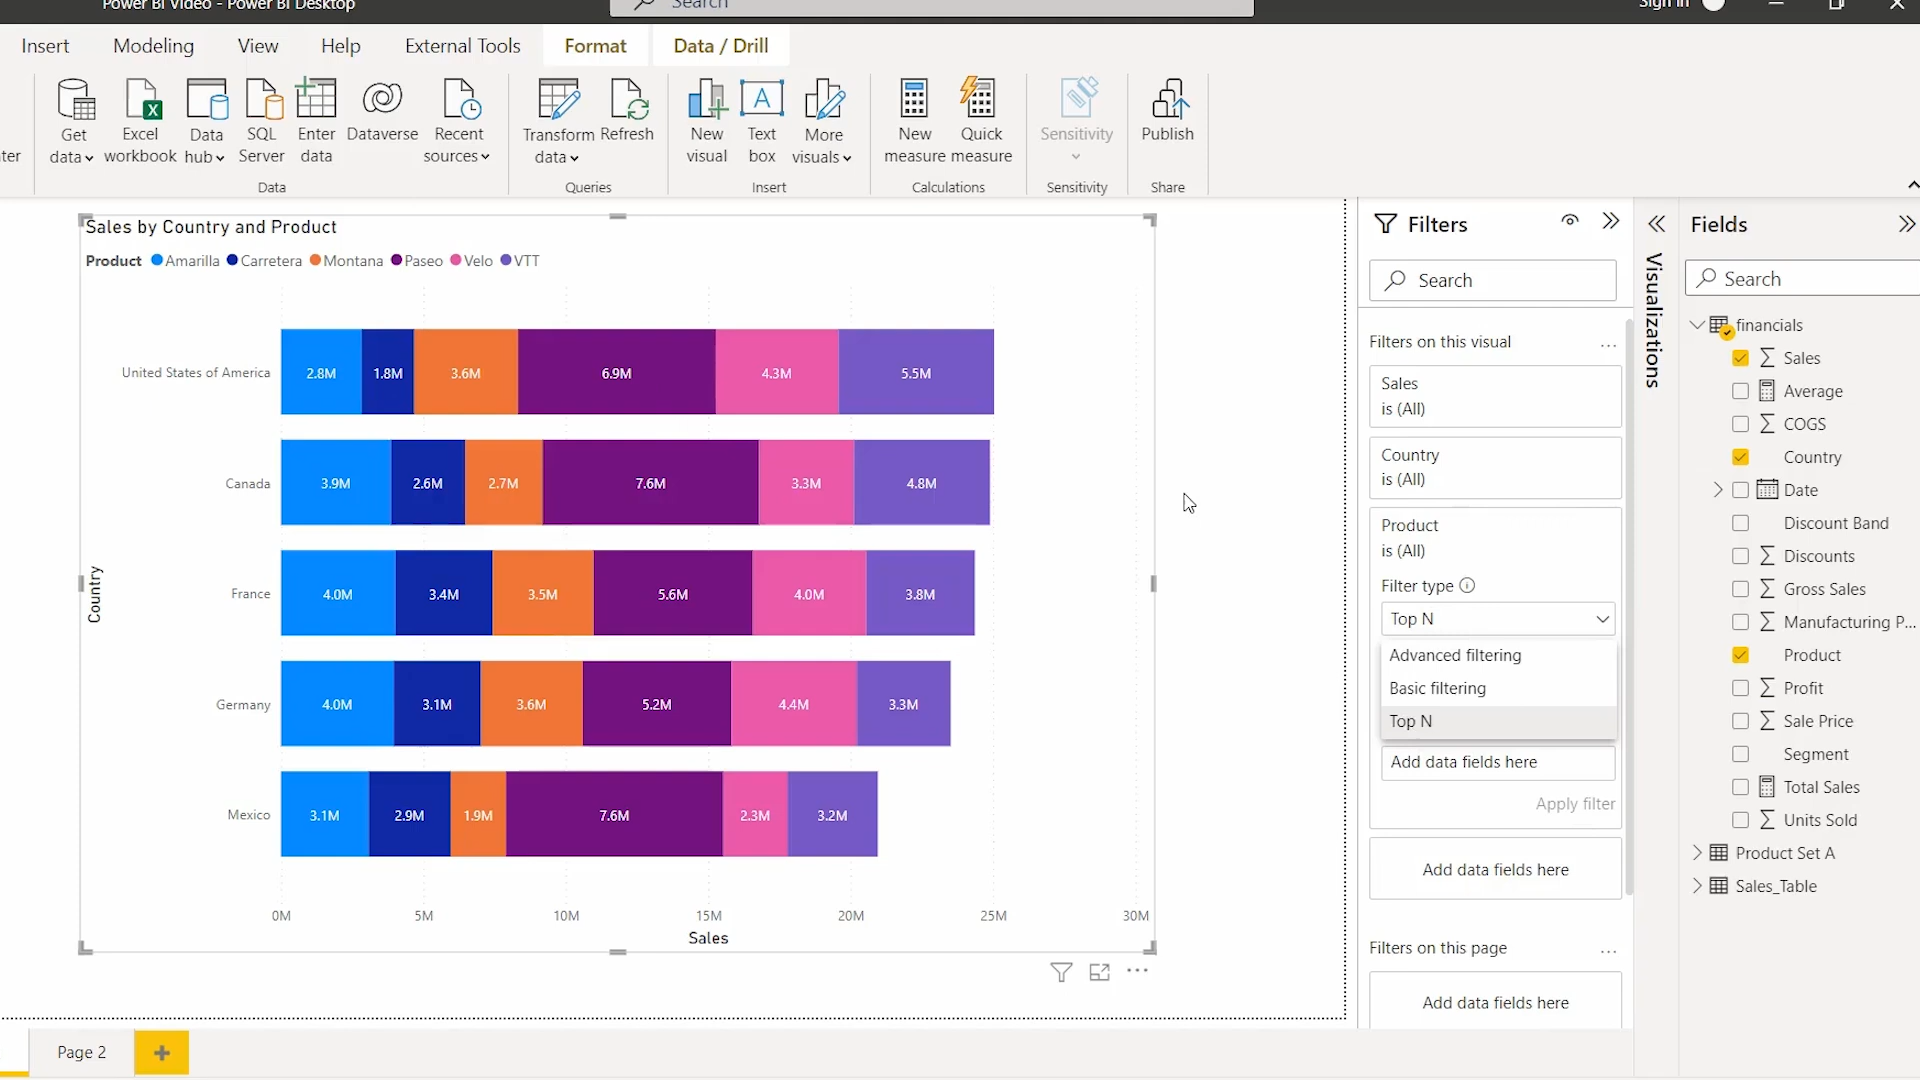 Power BI Video - Power BI Desktop
Search
Sign in
Insert Modeling View Help External Tools Format Data / Drill
Get data
Excel workbook
Data hub
SQL Server
Enter data
Dataverse
Recent sources
Transform data
Refresh
New visual
Text box
More visuals
New measure
Quick measure
Sensitivity
Publish
Data
Queries
Insert
Calculations
Sensitivity
Share
Sales by Country and Product
Product Amarilla Carretera Montana Paseo Velo VTT
Country
United States of America 2.8M 1.8M 3.6M 6.9M 4.3M 5.5M
Canada 3.9M 2.6M 2.7M 7.6M 3.3M 4.8M
France 4.0M 3.4M 3.5M 5.6M 4.0M 3.8M
Germany 4.0M 3.1M 3.6M 5.2M 4.4M 3.3M
Mexico 3.1M 2.9M 1.9M 7.6M 2.3M 3.2M
0M 5M 10M 15M 20M 25M 30M
Sales
Page 2
Filters
Search
Filters on this visual
Sales
is (All)
Country
is (All)
Product
is (All)
Filter type
Top N
Advanced filtering
Basic filtering
Top N
Add data fields here
Apply filter
Add data fields here
Filters on this page
Add data fields here
Visualizations
Fields
Search
financials
Sales
Average
COGS
Country
Date
Discount Band
Discounts
Gross Sales
Manufacturing P...
Product
Profit
Sale Price
Segment
Total Sales
Units Sold
Product Set A
Sales_Table